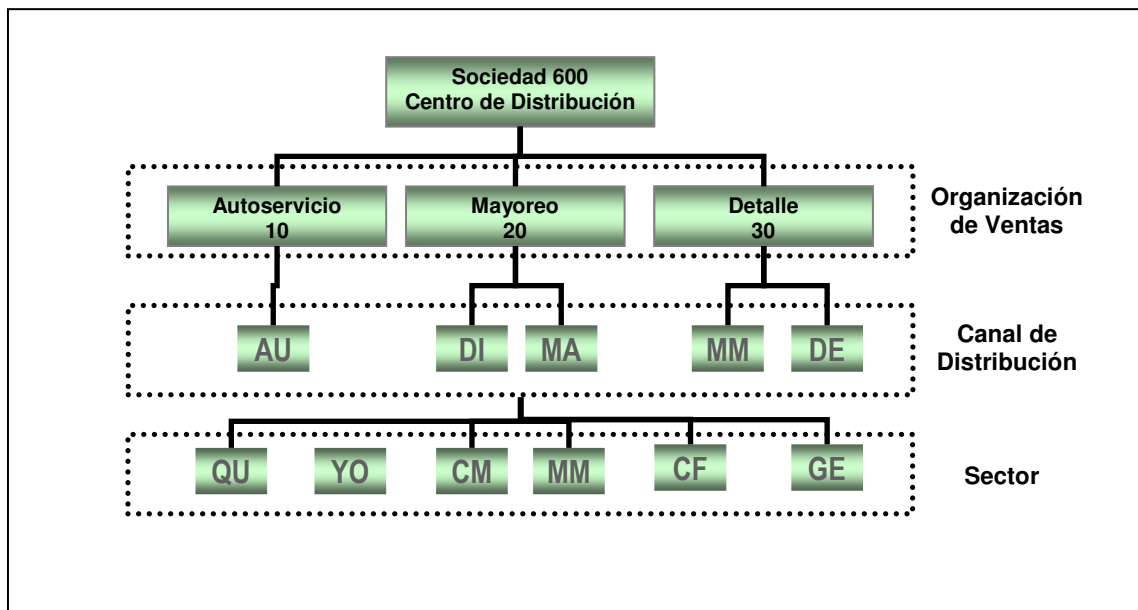 Sociedad 600
Centro de Distribución
Autoservicio
10
Mayoreo
20
Detalle
30
Organización
de Ventas
AU
DI
MA
MM
DE
Canal de
Distribución
QU
YO
CM
MM
CF
GE
Sector